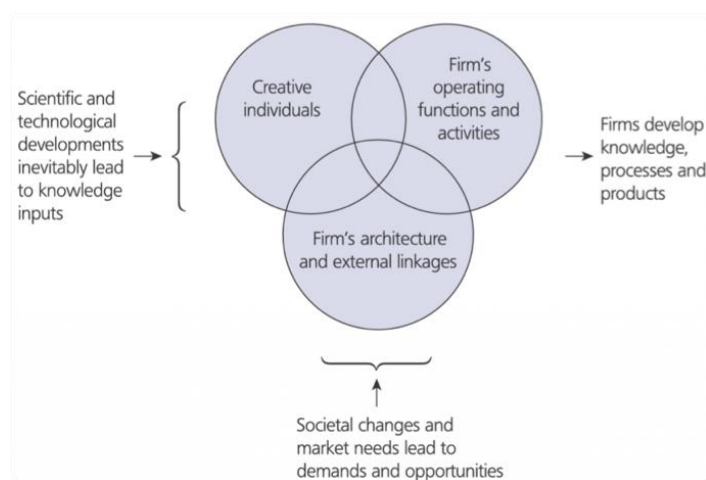 Creative
individuals
Firm's
operating
functions and
activities
Scientific and
technological
developments
inevitably lead
to knowledge
inputs
Firms develop
knowledge,
processes and
products
Firm's architecture
and external linkages
Societal changes and
market needs lead to
demands and opportunities